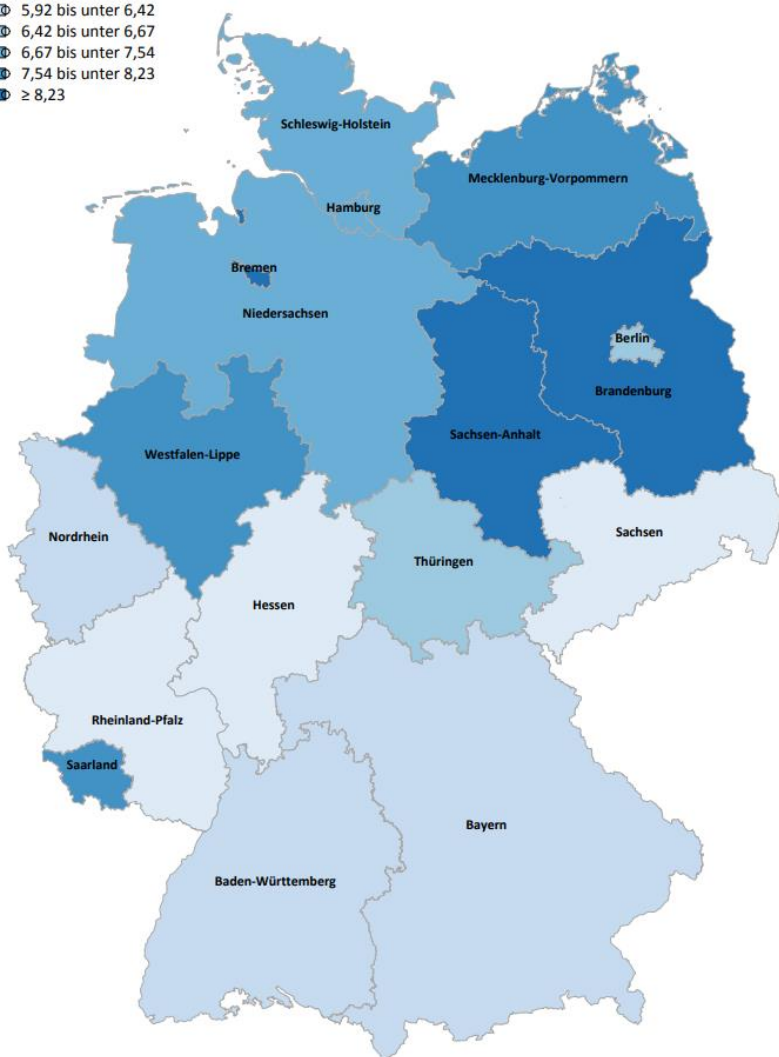 5,92 bis unter 6,42
6,42 bis unter 6,67
6,67 bis unter 7,54
7,54 bis unter 8,23
≥ 8,23
Schleswig-Holstein
Mecklenburg-Vorpommern
Hamburg
Bremen
Niedersachsen
Berlin
Brandenburg
Sachsen-Anhalt
Westfalen-Lippe
Sachsen
Nordrhein
Thüringen
Hessen
Rheinland-Pfalz
Saarland
Bayern
Baden-Württemberg